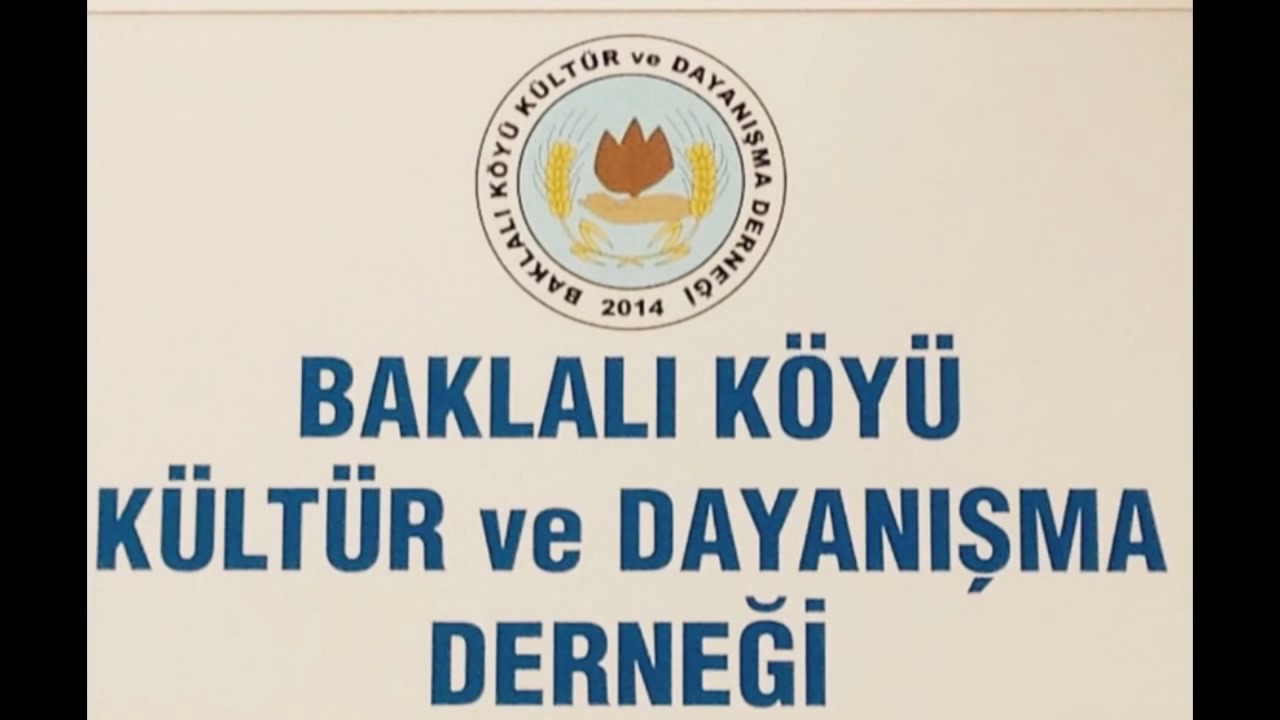 BAKLALI KÖYÜ KÜLTÜR ve DAYANIŞMA DERNEĞİ
2014
BAKLALI KÖYÜ
KÜLTÜR ve DAYANIŞMA
DERNEĞİ